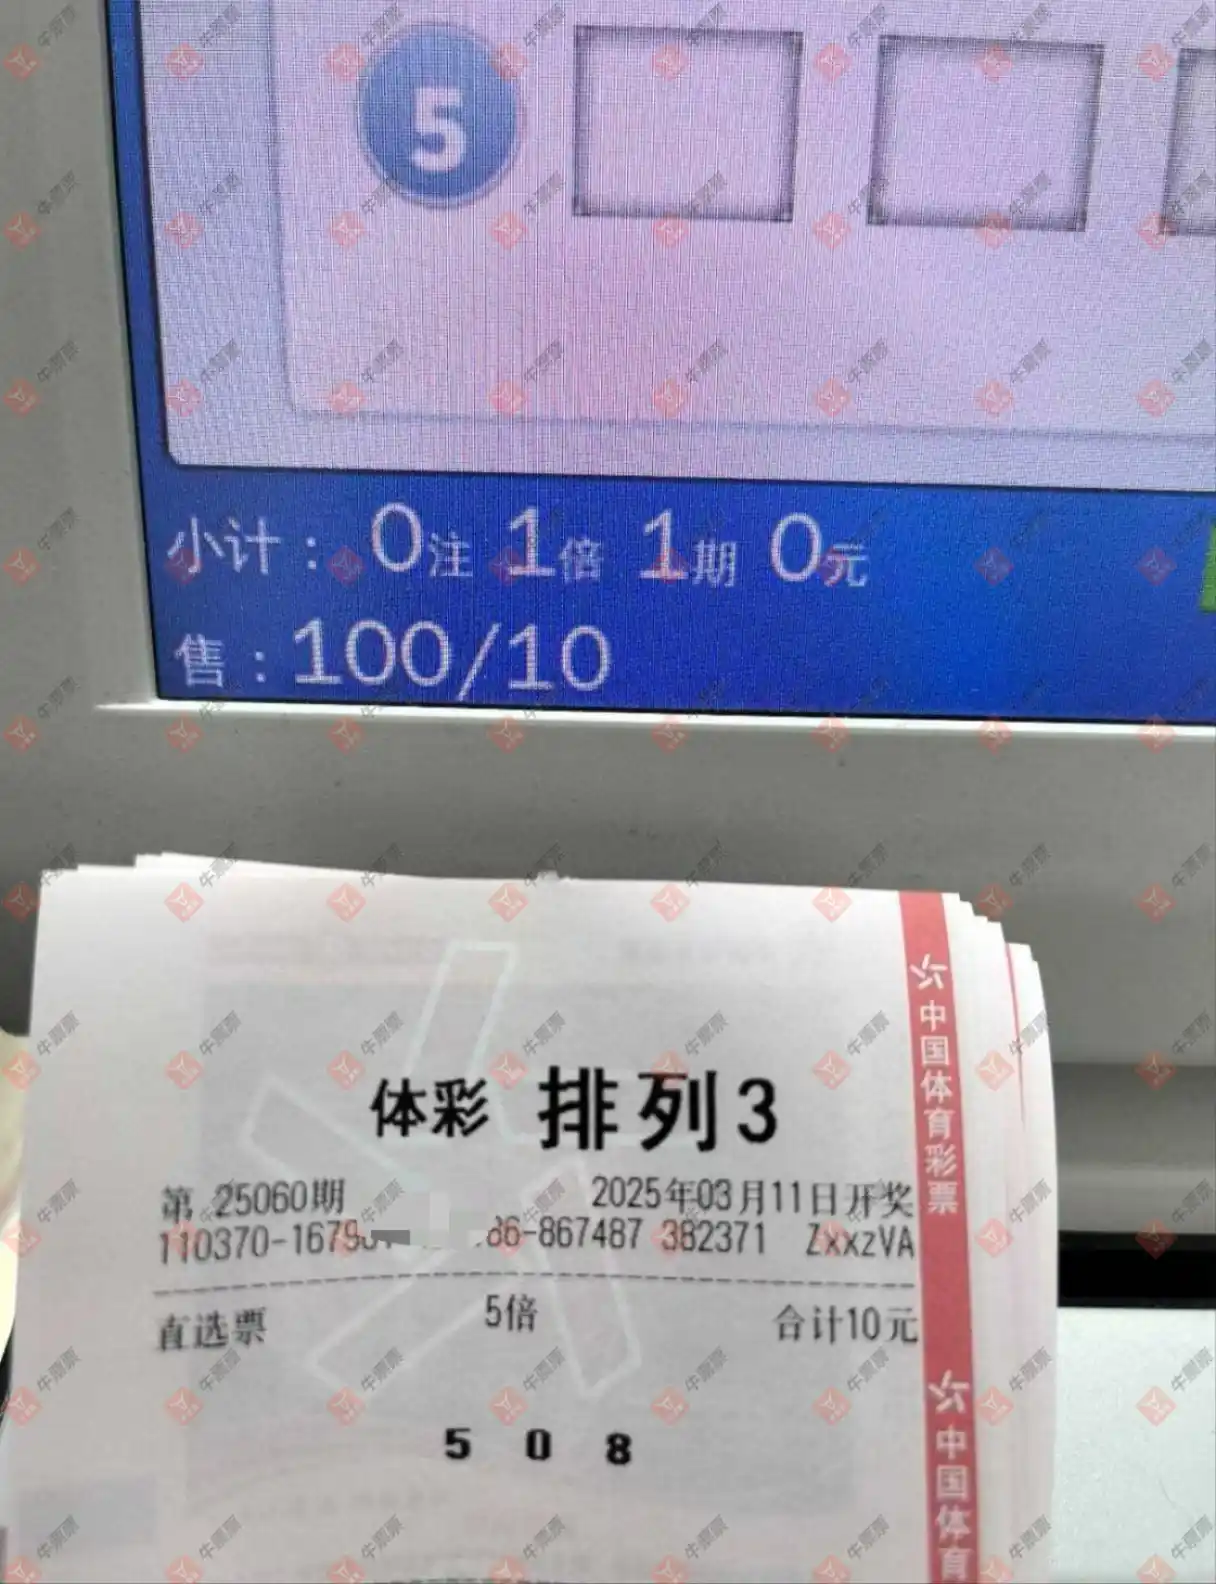 5
小计：0注 1倍 1期 0元
售：100/10
体彩 排列3
第 25060期 2025年03月11日开奖
110370-16798 86-867487 382371 ZxxzVA
直选票 5倍 合计10元
5 0 8
中国体育彩票
中国体育